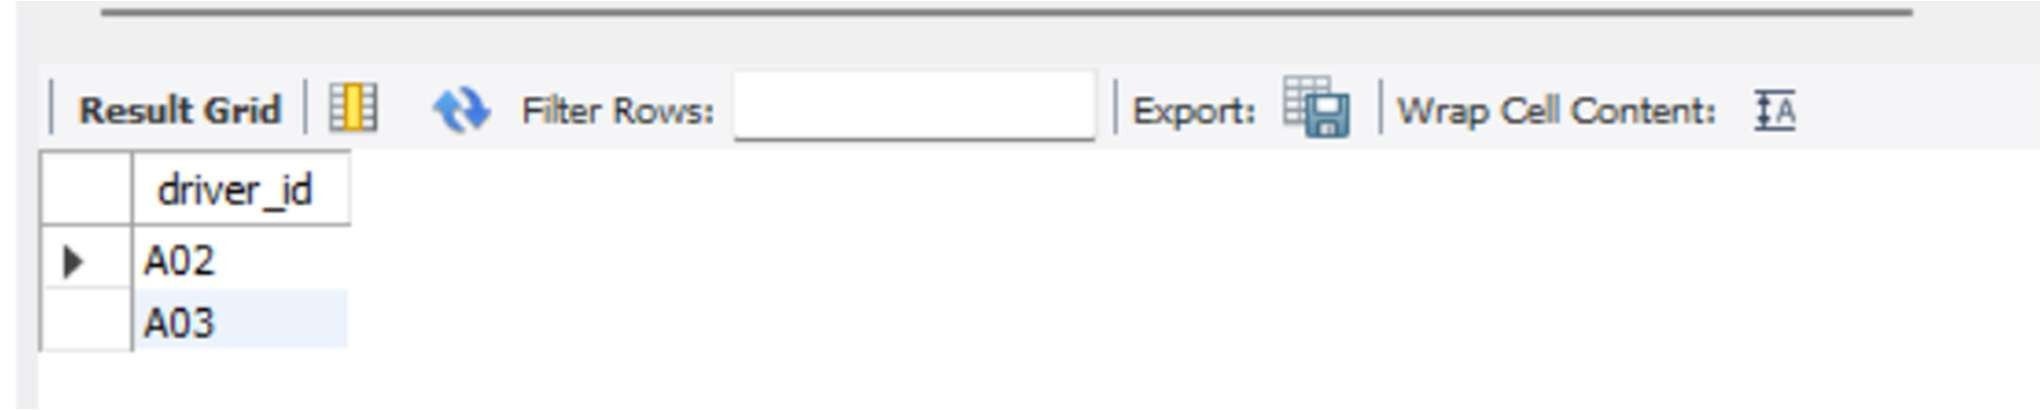 Result Grid Filter Rows: Export: Wrap Cell Content: A
driver_id
A02
A03